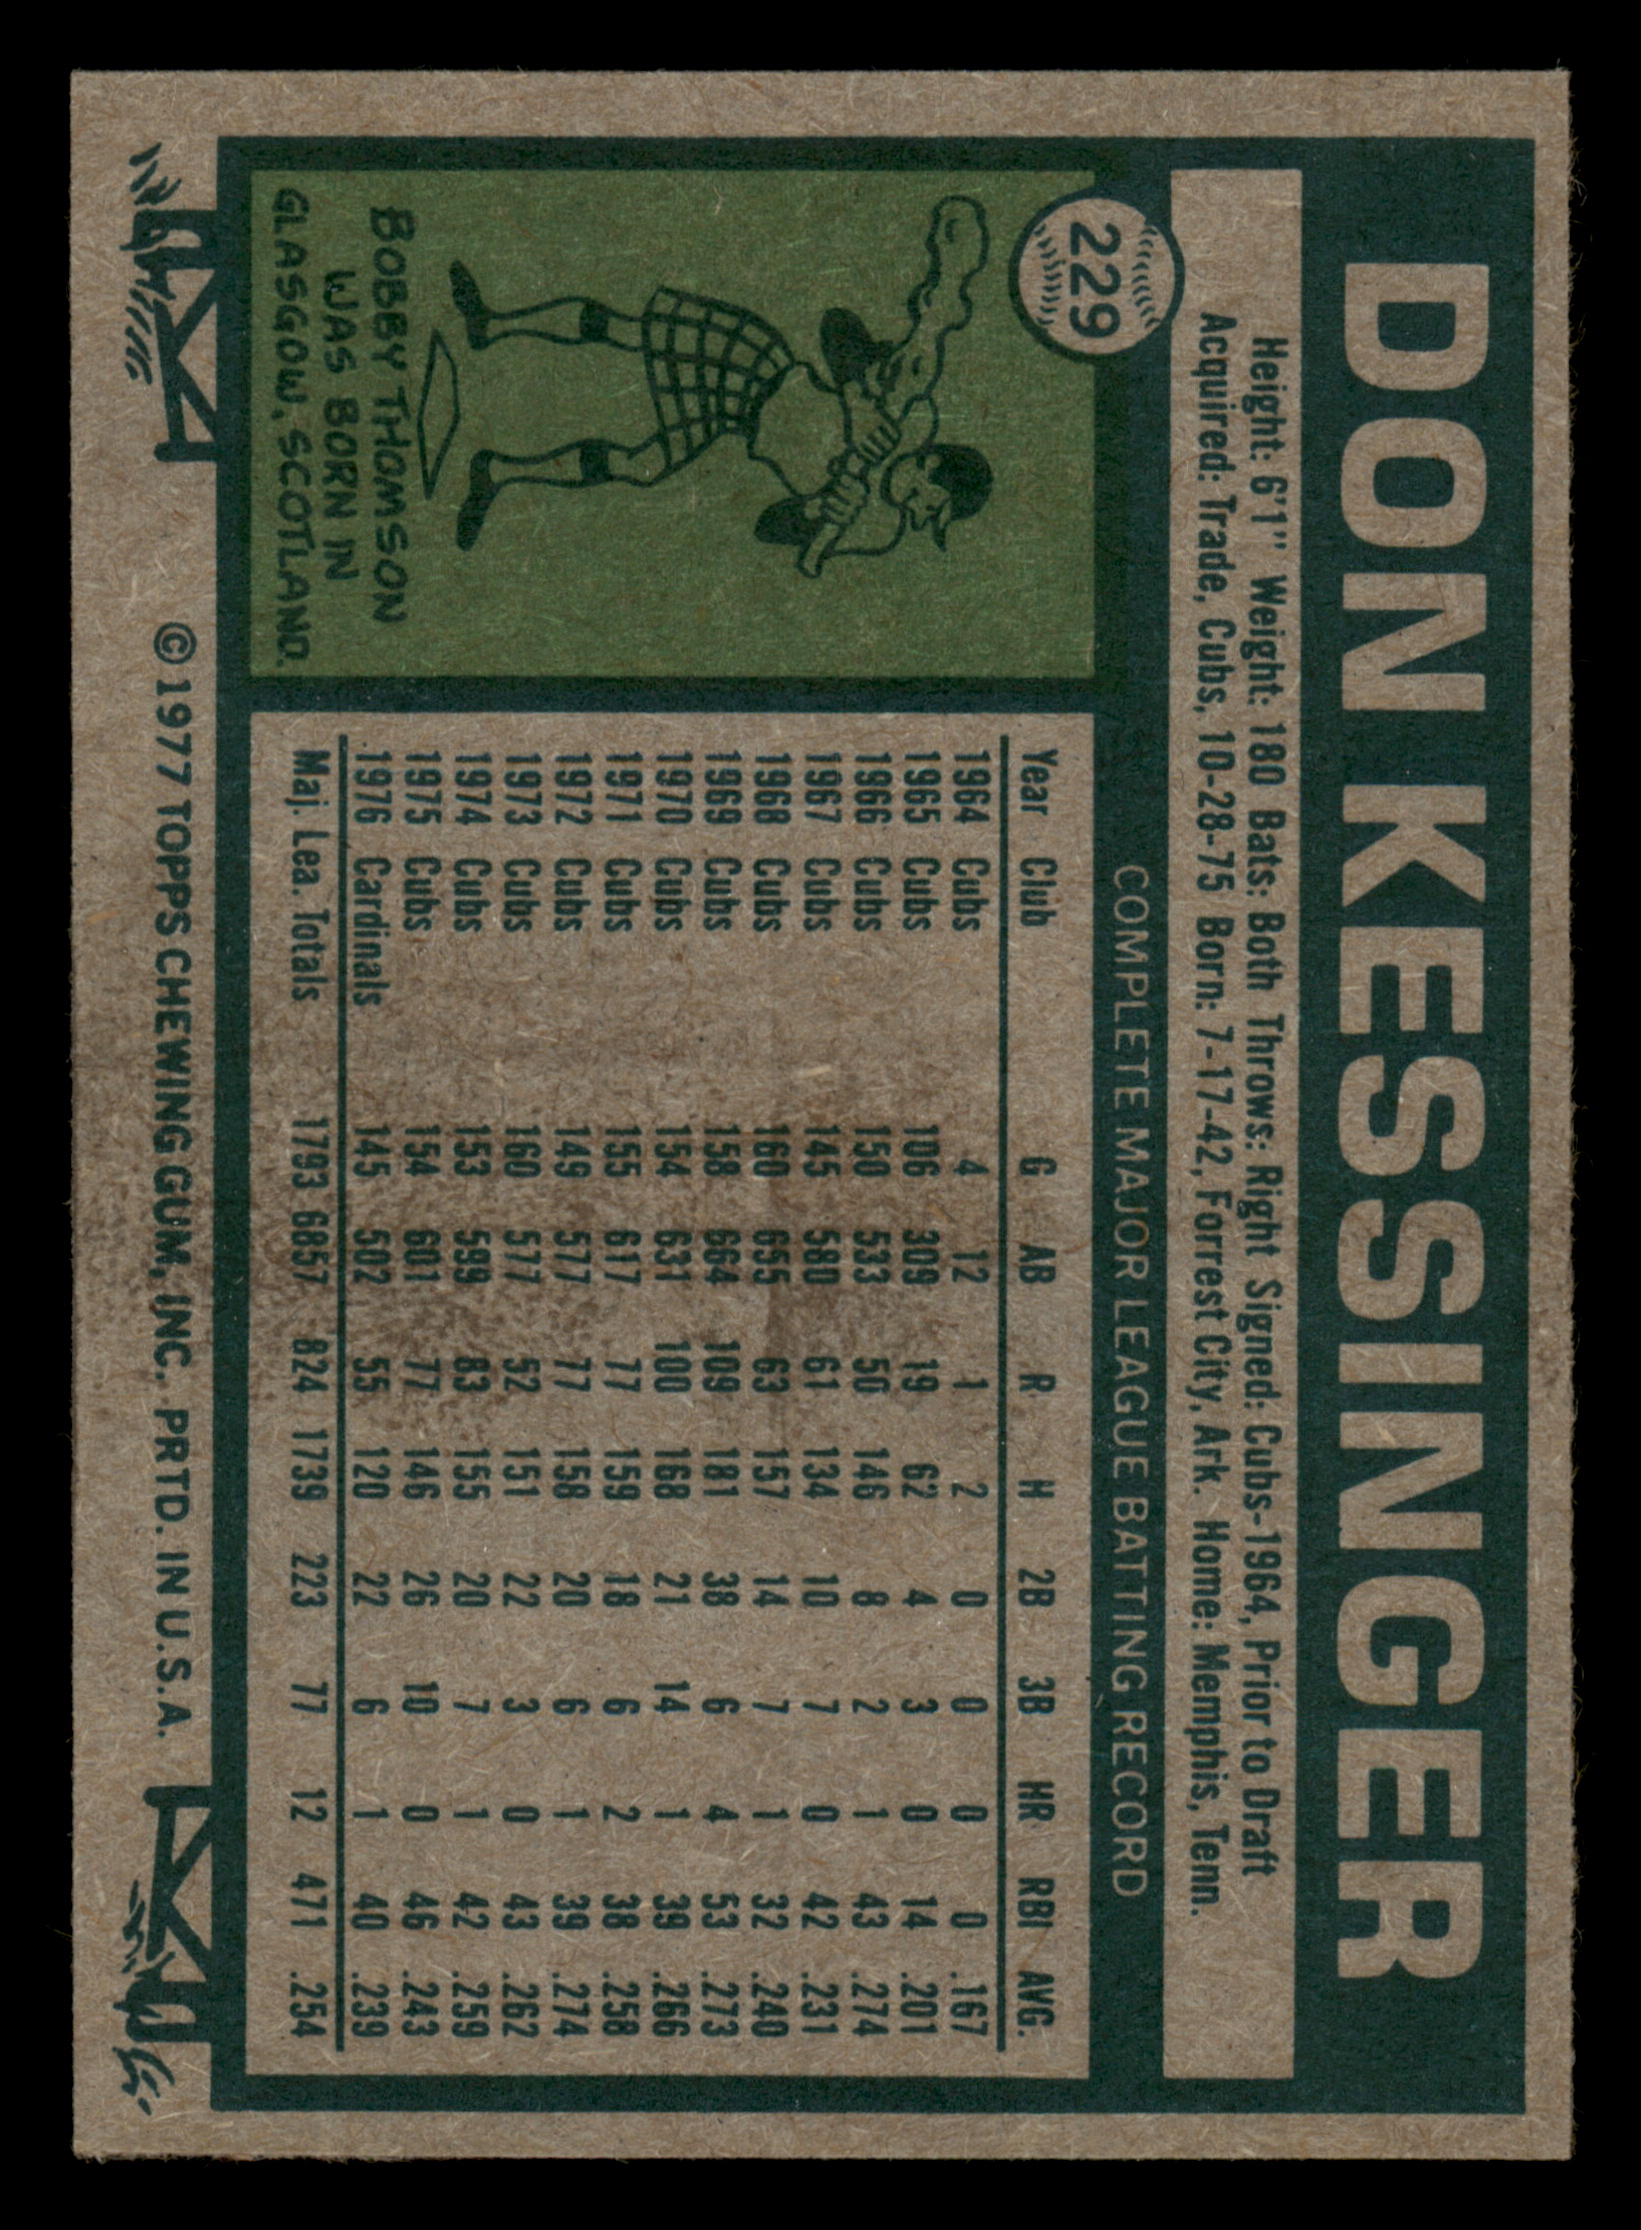 DON KESSINGER
Height: 6'1" Weight: 180 Bats: Both Throws: Right Signed: Cubs-1964, Prior to Draft
Acquired: Trade, Cubs, 10-28-75 Born: 7-17-42, Forrest City, Ark. Home: Memphis, Tenn.
229
COMPLETE MAJOR LEAGUE BATTING RECORD
BOBBY THOMSON
WAS BORN IN
GLASGOW, SCOTLAND.
Year Club G AB R H 2B 3B HR RBI AVG.
1964 Cubs 4 12 1 2 0 0 0 0 .167
1965 Cubs 106 309 19 62 4 3 0 14 .201
1966 Cubs 150 533 50 146 8 2 1 43 .274
1967 Cubs 145 580 61 134 10 7 0 42 .231
1968 Cubs 160 655 63 157 14 7 1 32 .240
1969 Cubs 158 664 109 181 38 6 4 53 .273
1970 Cubs 154 631 100 168 21 14 1 39 .266
1971 Cubs 155 617 77 159 18 6 2 38 .258
1972 Cubs 149 577 77 158 20 6 1 39 .274
1973 Cubs 160 577 52 151 22 3 0 43 .262
1974 Cubs 153 599 83 155 20 7 1 42 .259
1975 Cubs 154 601 77 146 26 10 0 46 .243
1976 Cardinals 145 502 55 120 22 6 1 40 .239
Maj. Lea. Totals 1793 6857 824 1739 223 77 12 471 .254
© 1977 TOPPS CHEWING GUM, INC. PRTD. IN U.S.A.